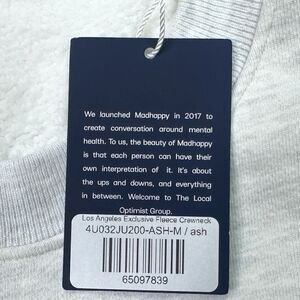 We launched Madhappy in 2017 to
create conversation around mental
health. To us, the beauty of Madhappy
is that each person can have their
own interpretation of it. It's about
the ups and downs, and everything
in between. Welcome to The Local
Optimist Group.
Los Angeles Exclusive Fleece Crewneck
4U032JU200-ASH-M / ash
65097839